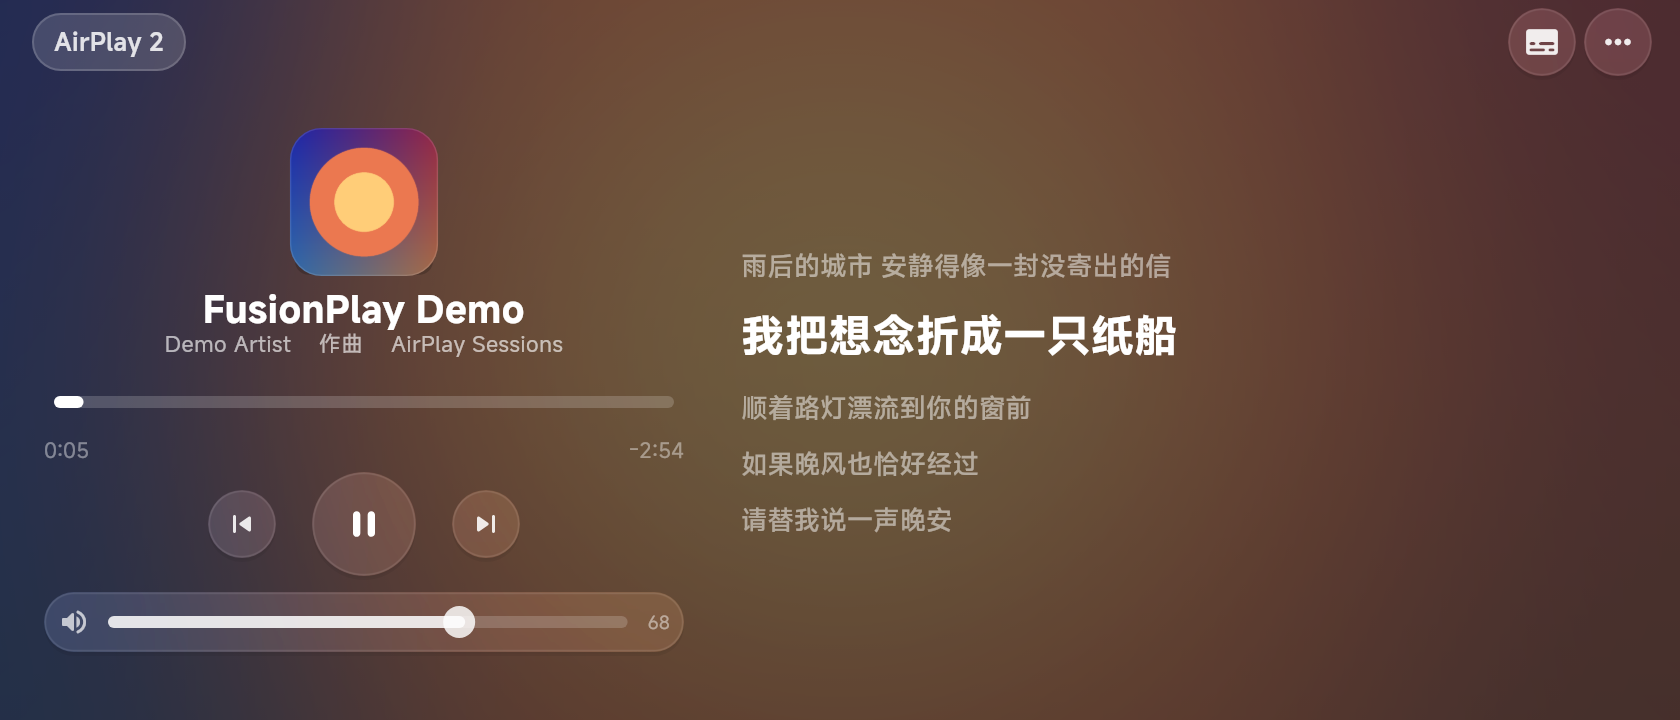 AirPlay 2
FusionPlay Demo
Demo Artist 作曲 AirPlay Sessions
0:05 -2:54
68
雨后的城市 安静得像一封没寄出的信
我把想念折成一只纸船
顺着路灯漂流到你的窗前
如果晚风也恰好经过
请替我说一声晚安